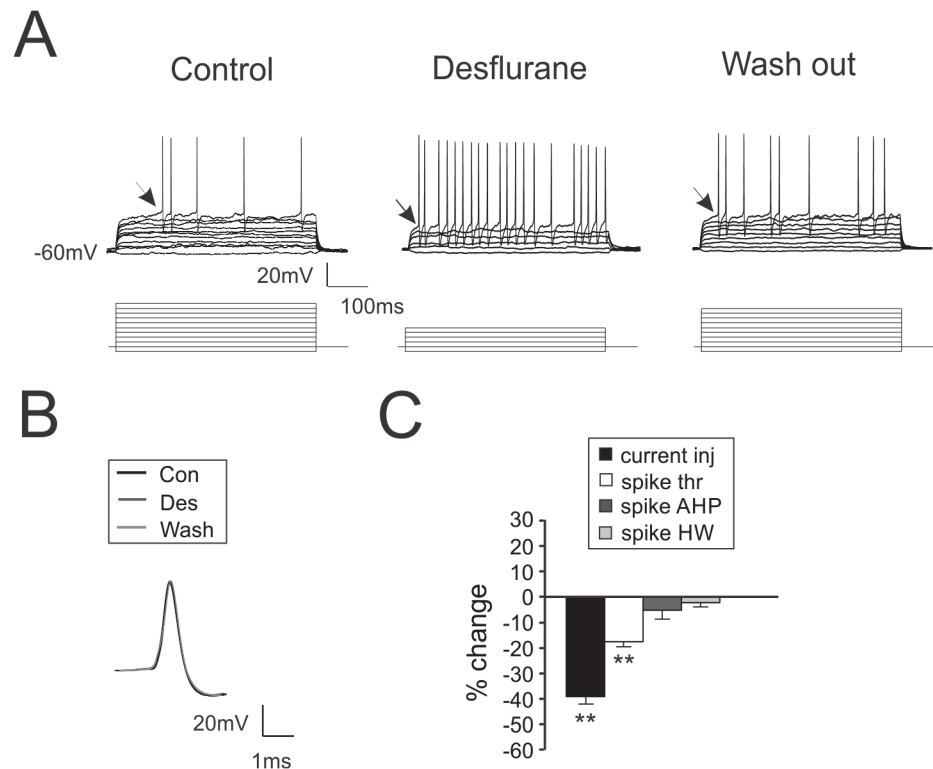 A
Control
Desflurane
Wash out
-60mV
20mV
100ms
B
C
Con
Des
Wash
20mV
1ms
current inj
spike thr
spike AHP
spike HW
% change
30
20
10
0
-10
-20
-30
-40
-50
-60
**
**